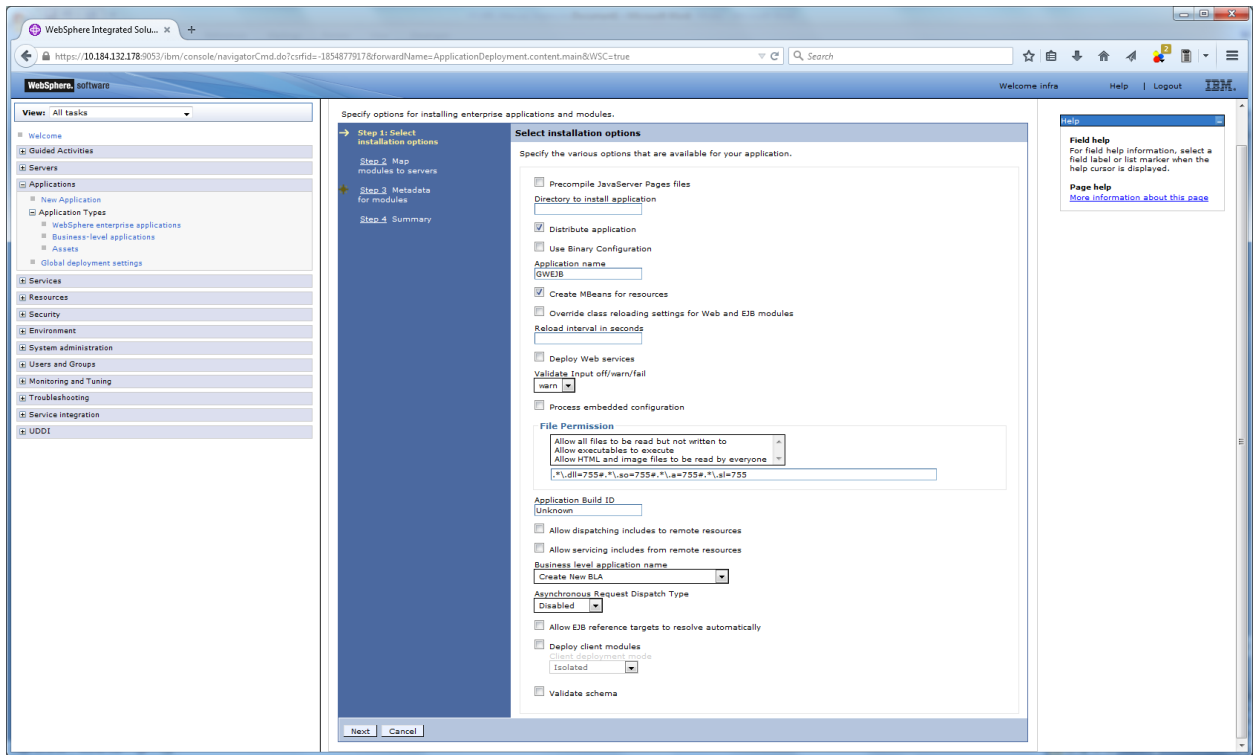 WebSphere Integrated Solu... × +
https://10.184.132.178:9053/ibm/console/navigatorCmd.do?csrfid=-1854877917&forwardName=ApplicationDeployment.content.main&WSC=true
Search
2
WebSphere. software
Welcome infra
Help | Logout
IBM.
View: All tasks
Welcome
Guided Activities
Servers
Applications
New Application
Application Types
WebSphere enterprise applications
Business-level applications
Assets
Global deployment settings
Services
Resources
Security
Environment
System administration
Users and Groups
Monitoring and Tuning
Troubleshooting
Service integration
UDDI
Specify options for installing enterprise applications and modules.
Step 1: Select
installation options
Step 2 Map
modules to servers
Step 3 Metadata
for modules
Step 4 Summary
Select installation options
Specify the various options that are available for your application.
Precompile JavaServer Pages files
Directory to install application
Distribute application
Use Binary Configuration
Application name
GWEJB
Create MBeans for resources
Override class reloading settings for Web and EJB modules
Reload interval in seconds
Deploy Web services
Validate Input off/warn/fail
warn
Process embedded configuration
File Permission
Allow all files to be read but not written to
Allow executables to execute
Allow HTML and image files to be read by everyone
.*\.dll=755#.*\.so=755#.*\.a=755#.*\.sl=755
Application Build ID
Unknown
Allow dispatching includes to remote resources
Allow servicing includes from remote resources
Business level application name
Create New BLA
Asynchronous Request Dispatch Type
Disabled
Allow EJB reference targets to resolve automatically
Deploy client modules
Client deployment mode
Isolated
Validate schema
Next Cancel
Help
Field help
For field help information, select a
field label or list marker when the
help cursor is displayed.
Page help
More information about this page